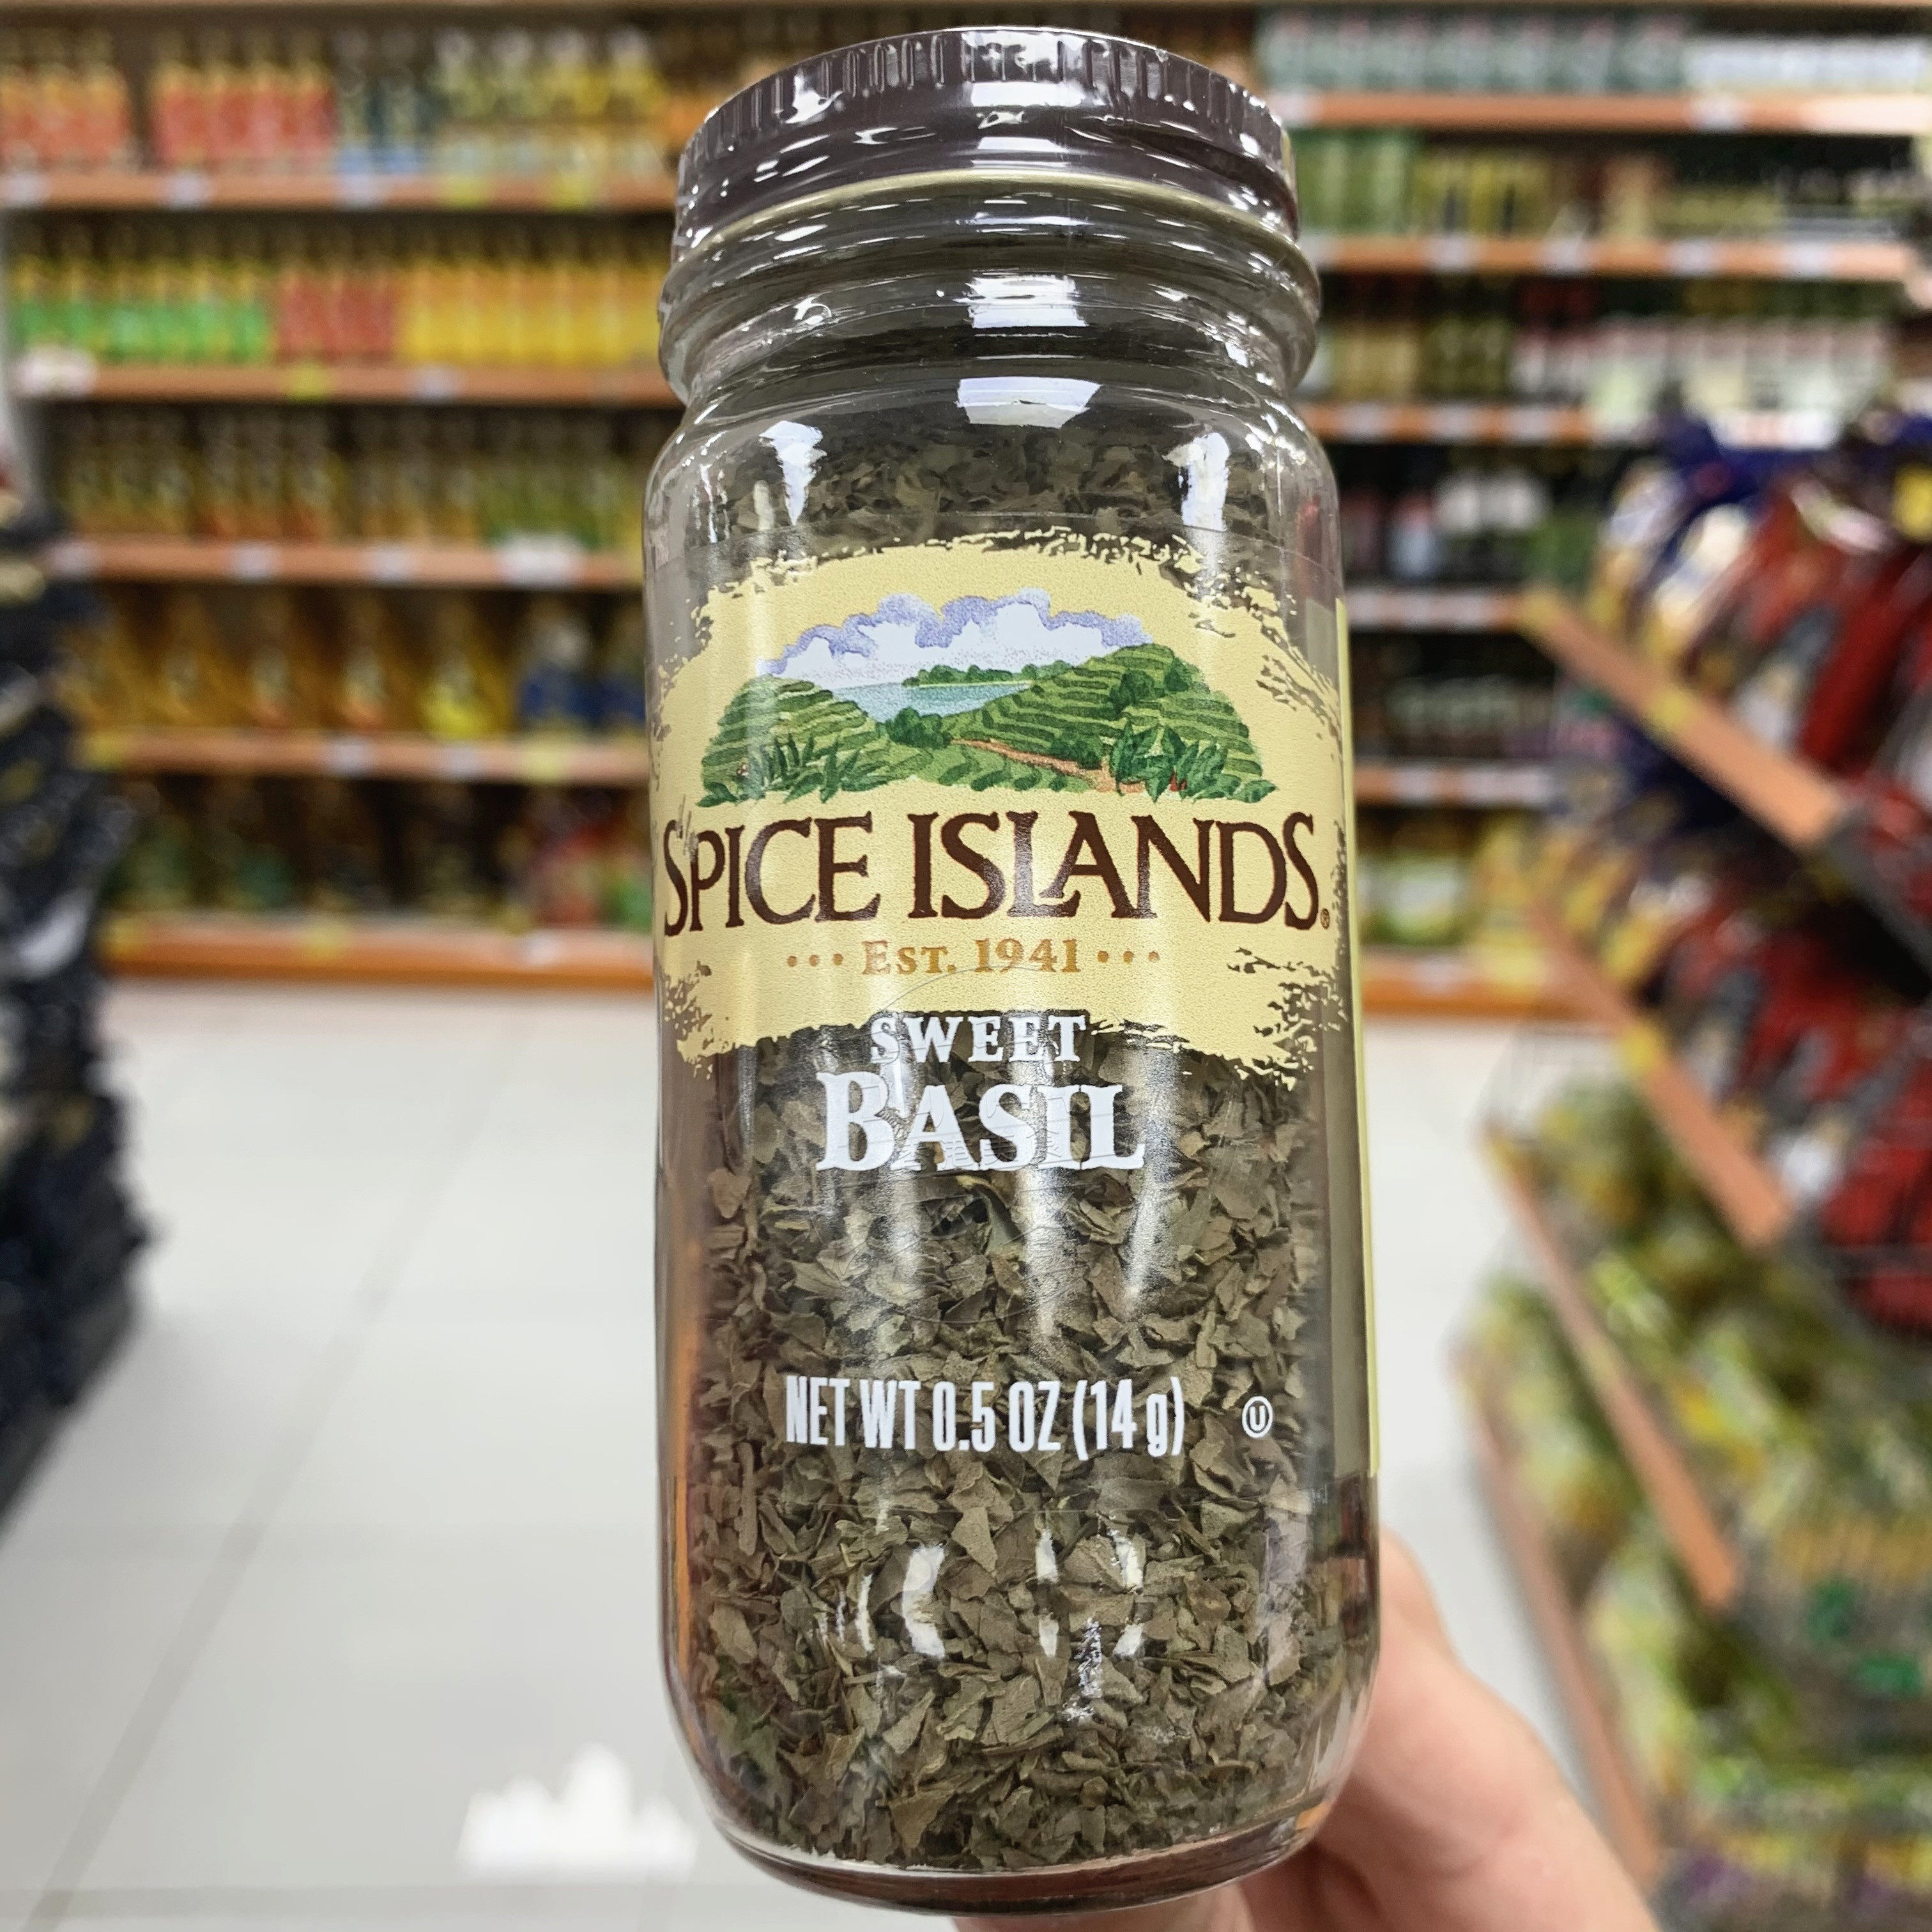 SPICE ISLANDS®
••• EST. 1941 •••
SWEET
BASIL
NET WT 0.5 OZ (14 g) Ⓤ